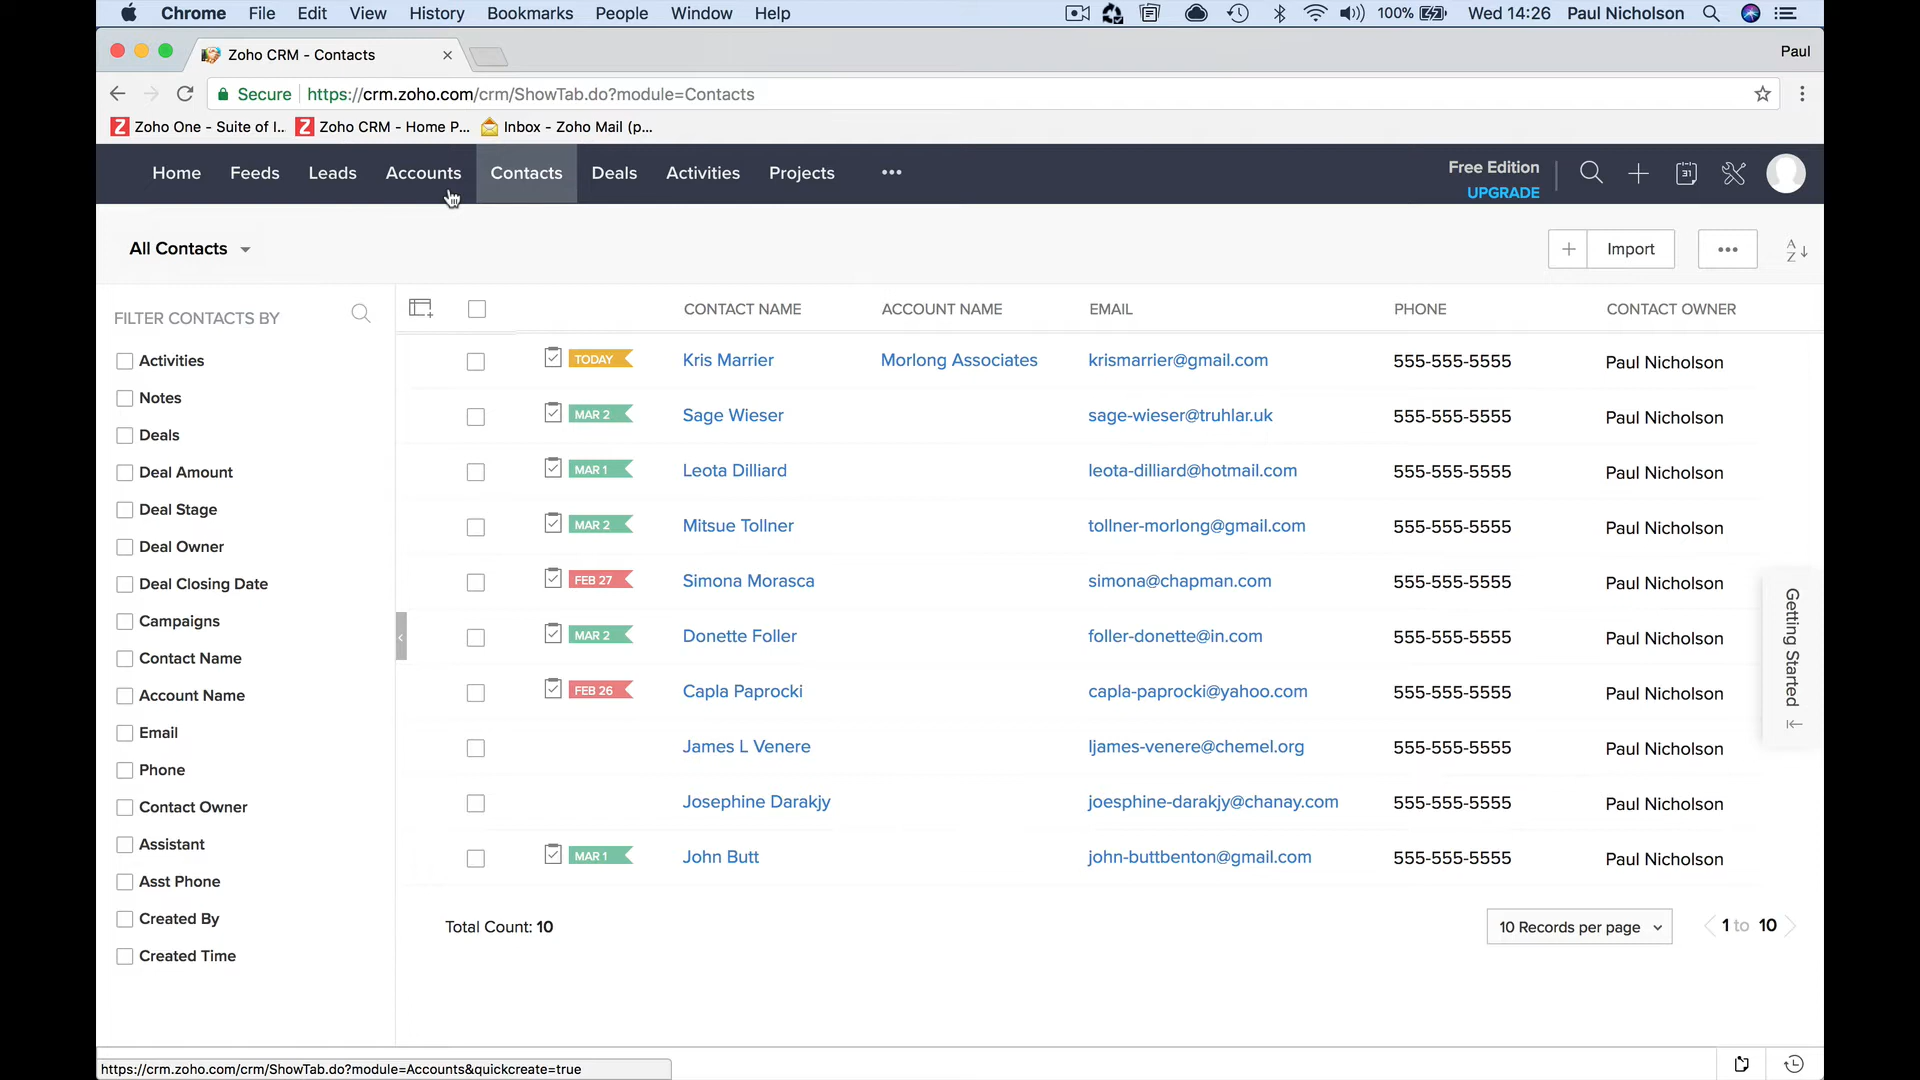 Chrome File Edit View History Bookmarks People Window Help 100% Wed 14:26 Paul Nicholson
Zoho CRM - Contacts Paul
Secure https://crm.zoho.com/crm/ShowTab.do?module=Contacts
Zoho One - Suite of I... Zoho CRM - Home P... Inbox - Zoho Mail (p...
Home Feeds Leads Accounts Contacts Deals Activities Projects ••• Free Edition
UPGRADE 31
All Contacts + Import ••• A Z
FILTER CONTACTS BY CONTACT NAME ACCOUNT NAME EMAIL PHONE CONTACT OWNER
Activities TODAY Kris Marrier Morlong Associates krismarrier@gmail.com 555-555-5555 Paul Nicholson
Notes
Deals
Deal Amount
Deal Stage
Deal Owner
Deal Closing Date
Campaigns
Contact Name
Account Name
Email
Phone
Contact Owner
Assistant
Asst Phone
Created By
Created Time
MAR 2 Sage Wieser sage-wieser@truhlar.uk 555-555-5555 Paul Nicholson
MAR 1 Leota Dilliard leota-dilliard@hotmail.com 555-555-5555 Paul Nicholson
MAR 2 Mitsue Tollner tollner-morlong@gmail.com 555-555-5555 Paul Nicholson
FEB 27 Simona Morasca simona@chapman.com 555-555-5555 Paul Nicholson
MAR 2 Donette Foller foller-donette@in.com 555-555-5555 Paul Nicholson
FEB 26 Capla Paprocki capla-paprocki@yahoo.com 555-555-5555 Paul Nicholson
James L Venere ljames-venere@chemel.org 555-555-5555 Paul Nicholson
Josephine Darakjy joesphine-darakjy@chanay.com 555-555-5555 Paul Nicholson
MAR 1 John Butt john-buttbenton@gmail.com 555-555-5555 Paul Nicholson
Total Count: 10 10 Records per page 1 to 10
Getting Started
https://crm.zoho.com/crm/ShowTab.do?module=Accounts&quickcreate=true